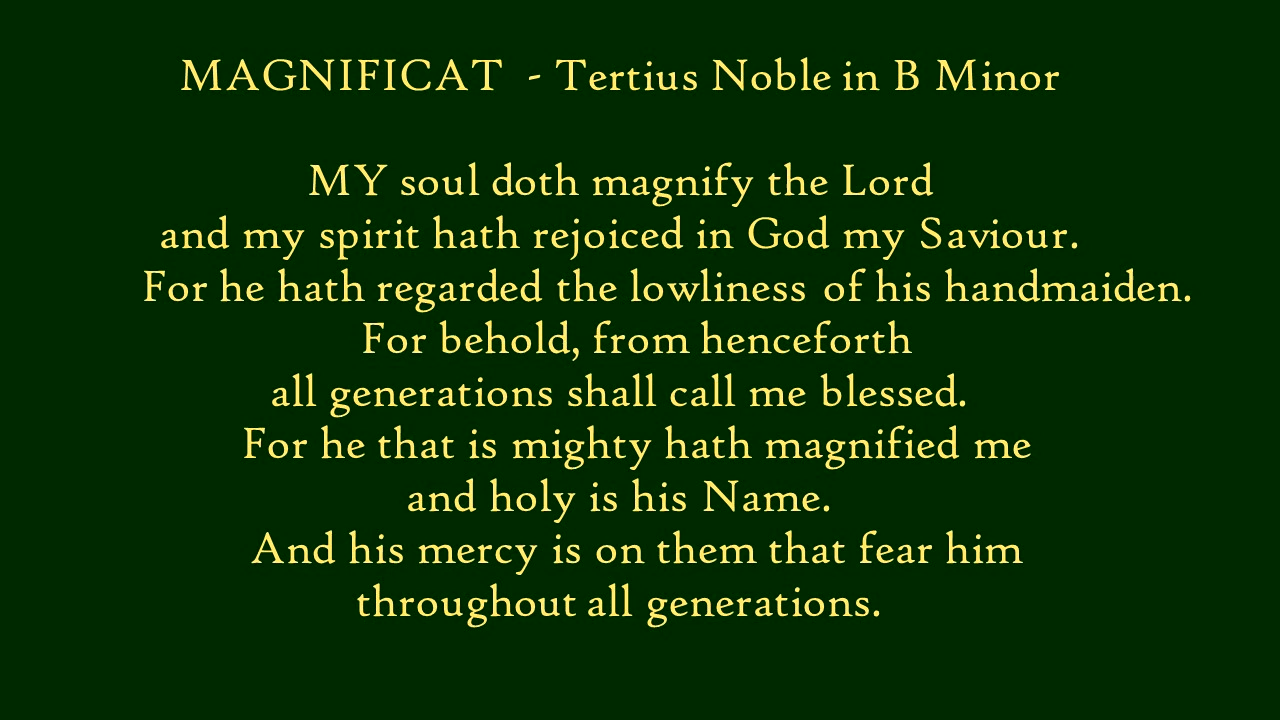 MAGNIFICAT - Tertius Noble in B Minor
MY soul doth magnify the Lord
and my spirit hath rejoiced in God my Saviour.
For he hath regarded the lowliness of his handmaiden.
For behold, from henceforth
all generations shall call me blessed.
For he that is mighty hath magnified me
and holy is his Name.
And his mercy is on them that fear him
throughout all generations.